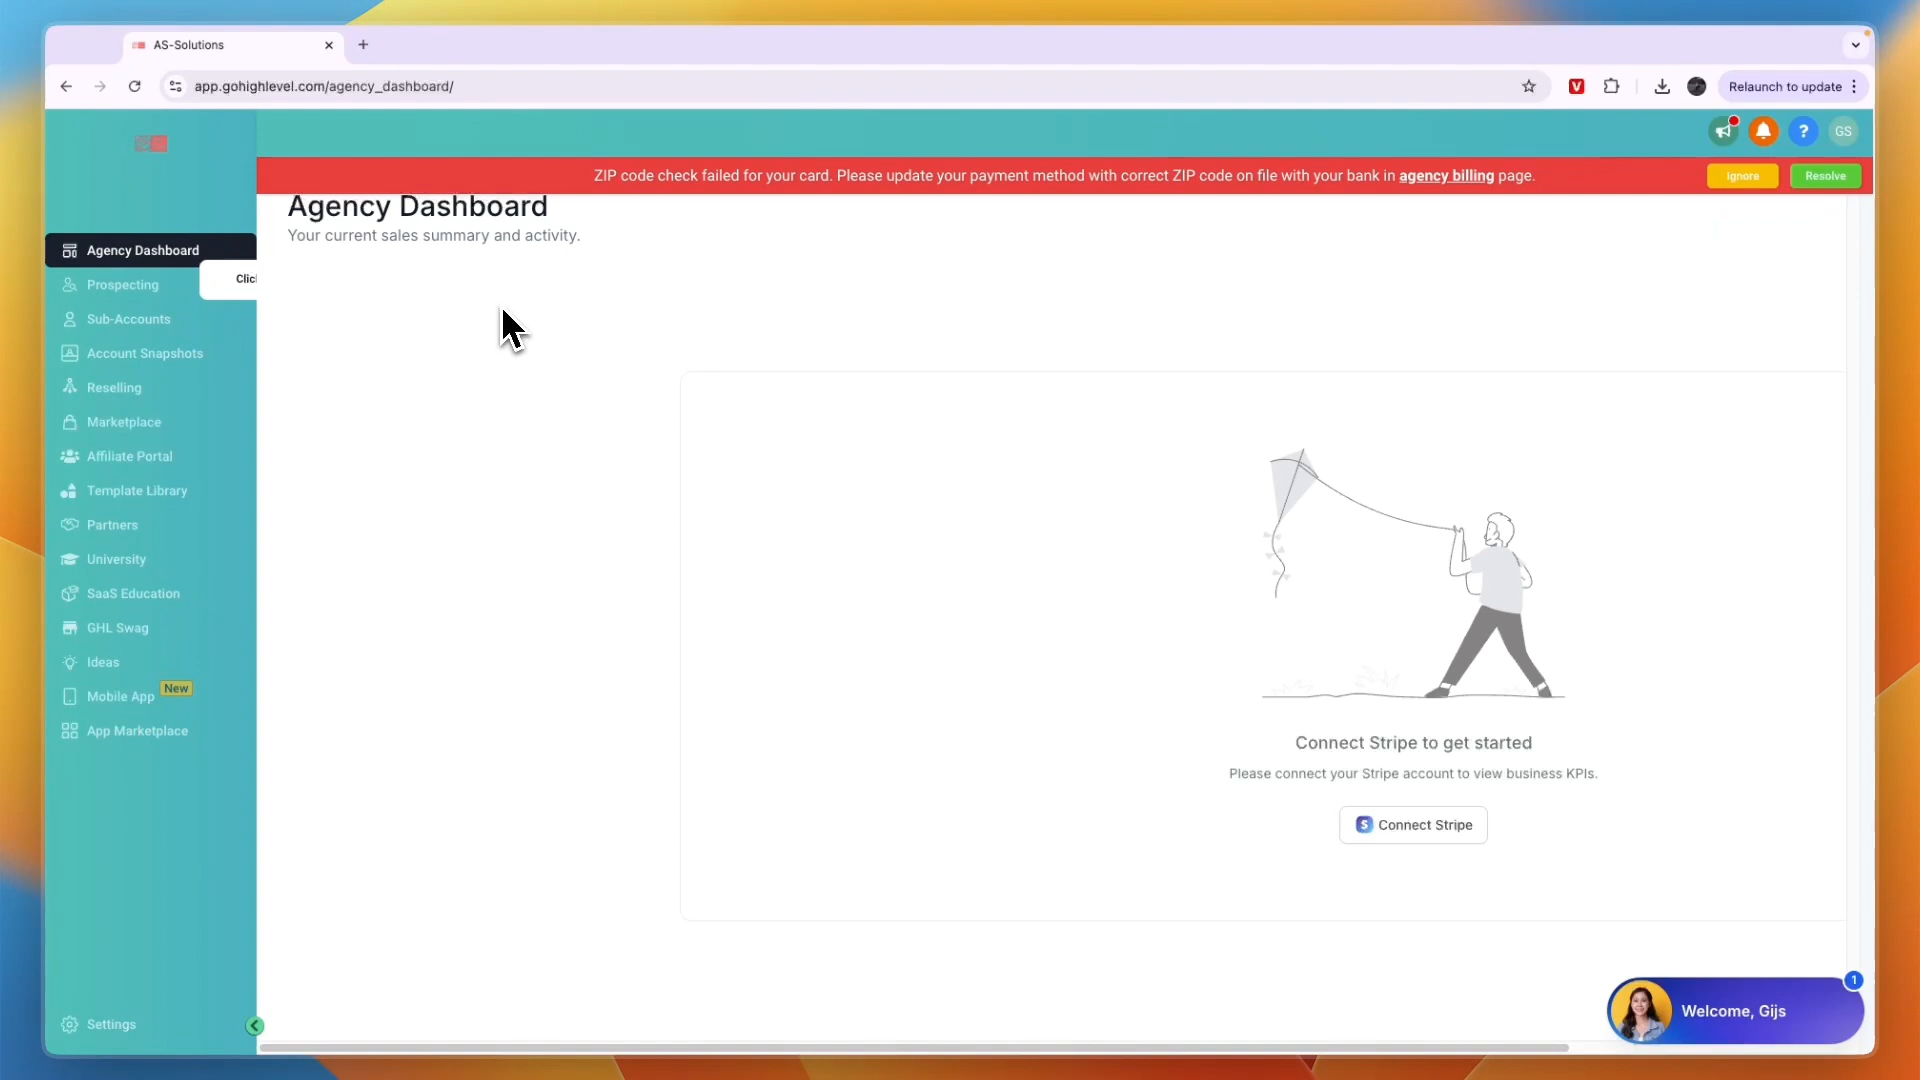 AS-Solutions
app.gohighlevel.com/agency_dashboard/
Relaunch to update
GS
ZIP code check failed for your card. Please update your payment method with correct ZIP code on file with your bank in agency billing page.
Ignore
Resolve
Agency Dashboard
Your current sales summary and activity.
Agency Dashboard
Clic
Prospecting
Sub-Accounts
Account Snapshots
Reselling
Marketplace
Affiliate Portal
Template Library
Partners
University
SaaS Education
GHL Swag
Ideas
Mobile App New
App Marketplace
Settings
Connect Stripe to get started
Please connect your Stripe account to view business KPIs.
S Connect Stripe
1
Welcome, Gijs